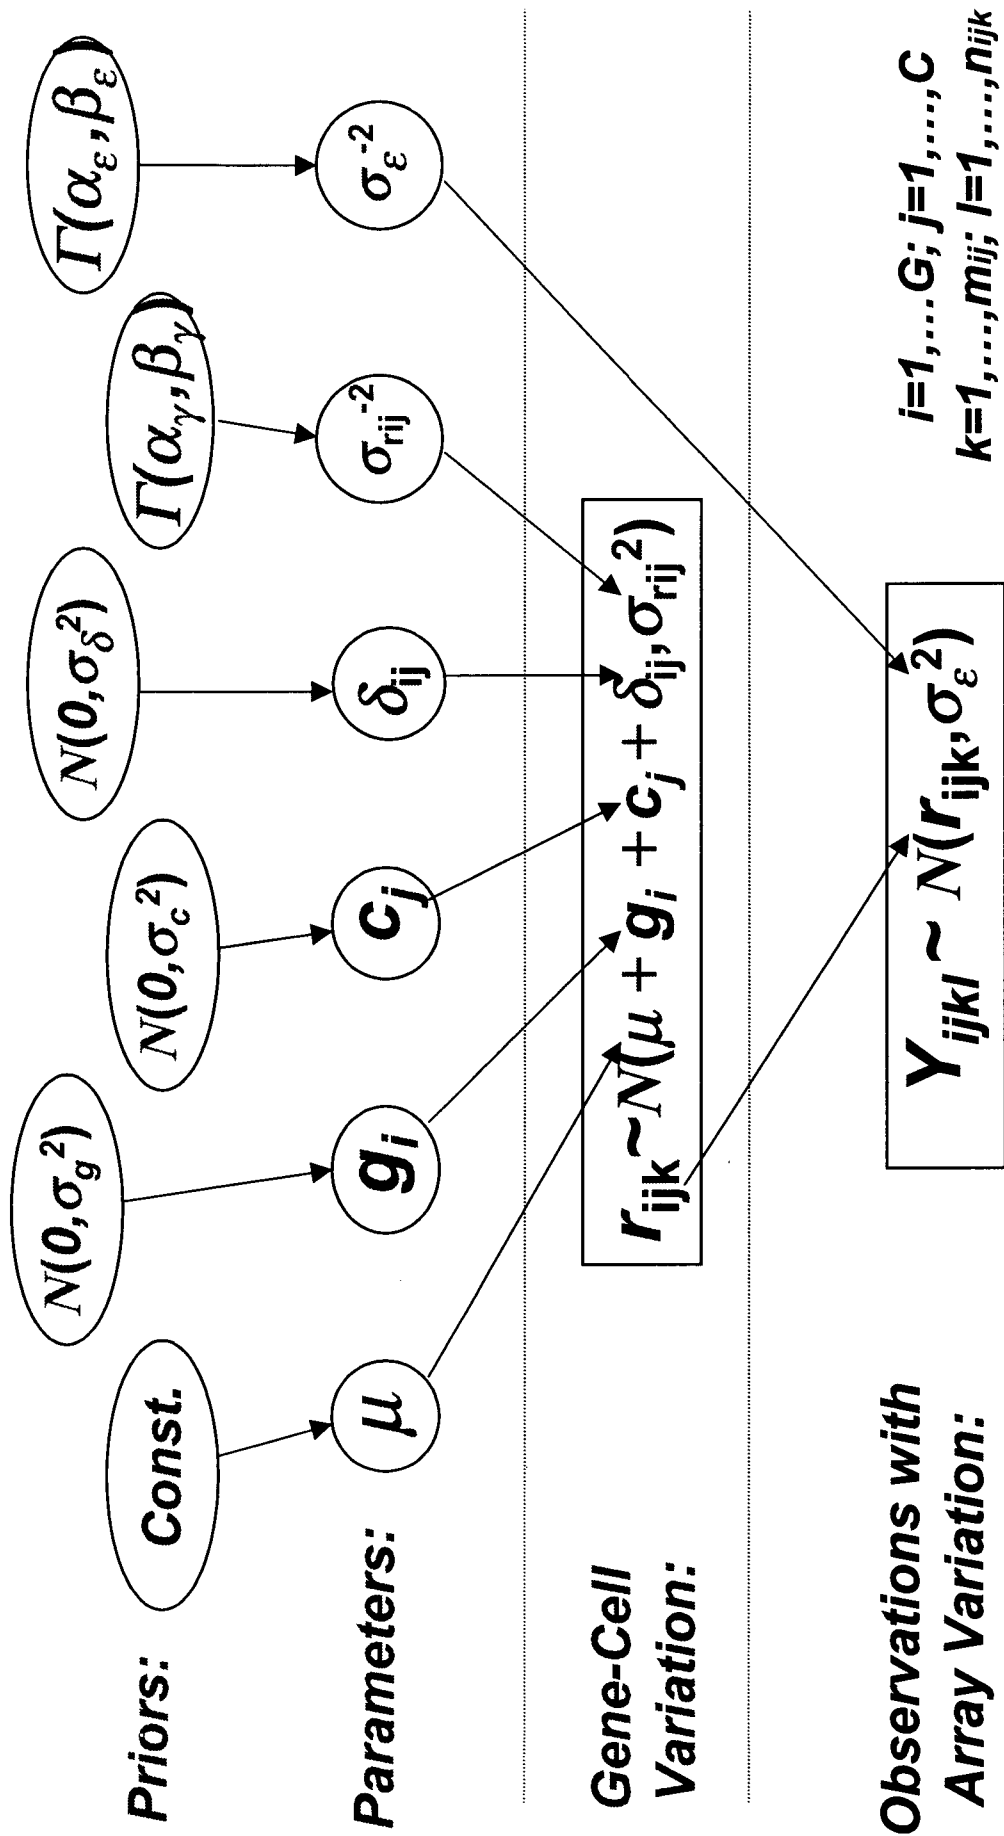 Priors:
Const.
N(0,σg²)
N(0,σc²)
N(0,σδ²)
Γ(αγ,βγ)
Γ(αε,βε)
Parameters:
μ
gi
cj
δij
σrij⁻²
σε⁻²
Gene-Cell
Variation:
rijk~N(μ + gi + cj + δij,σrij²)
Observations with
Array Variation:
Yijkl ~ N(rijk,σε²)
i=1,...G; j=1,...,C
k=1,...,mij; l=1,...,nijk